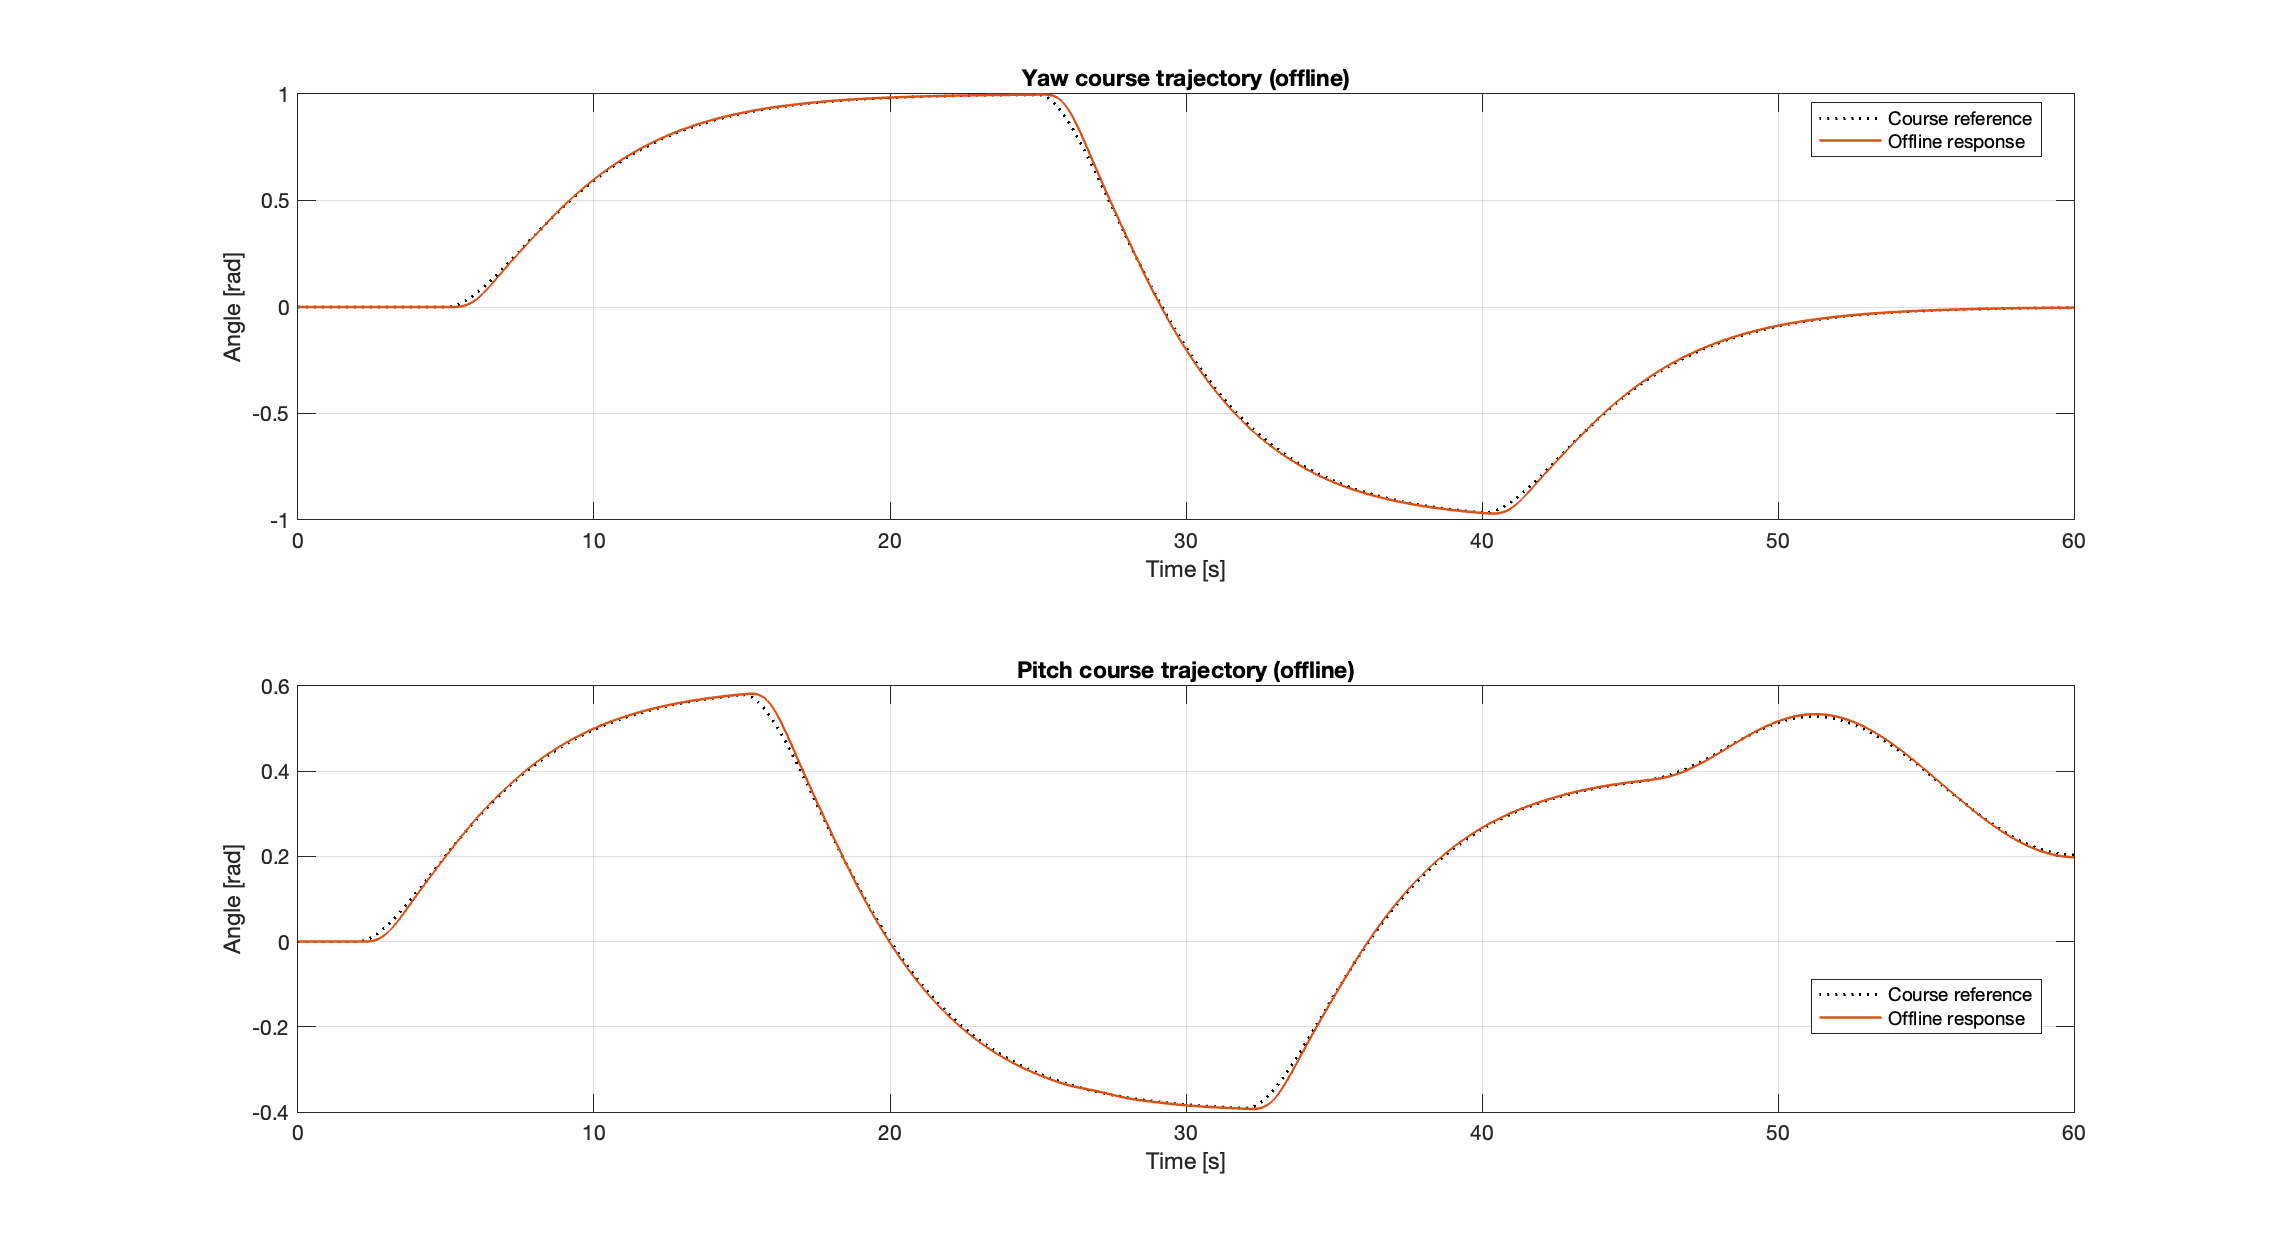 Yaw course trajectory (offline)
1
0.5
0
-0.5
-1
Angle [rad]
0 10 20 30 40 50 60
Time [s]
Course reference
Offline response
Pitch course trajectory (offline)
0.6
0.4
0.2
0
-0.2
-0.4
Angle [rad]
0 10 20 30 40 50 60
Time [s]
Course reference
Offline response